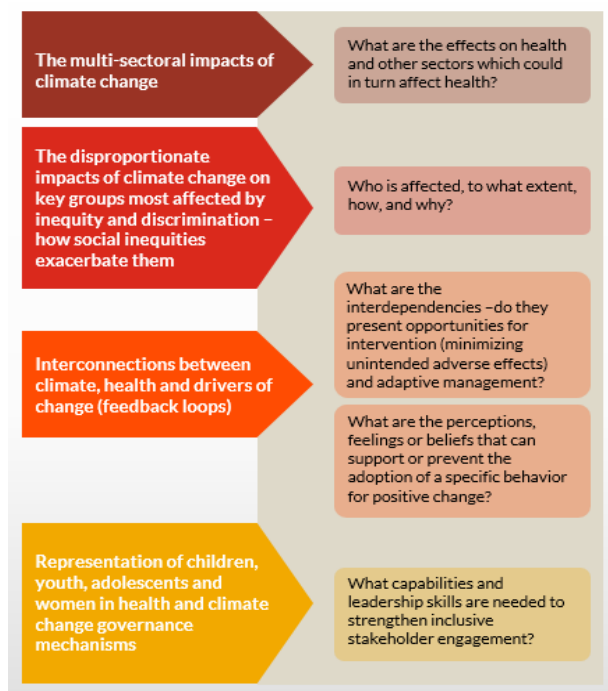 The multi-sectoral impacts of
climate change
What are the effects on health
and other sectors which could
in turn affect health?
The disproportionate
impacts of climate change on
key groups most affected by
inequity and discrimination –
how social inequities
exacerbate them
Who is affected, to what extent,
how, and why?
Interconnections between
climate, health and drivers of
change (feedback loops)
What are the
interdependencies –do they
present opportunities for
intervention (minimizing
unintended adverse effects)
and adaptive management?
What are the perceptions,
feelings or beliefs that can
support or prevent the
adoption of a specific behavior
for positive change?
Representation of children,
youth, adolescents and
women in health and climate
change governance
mechanisms
What capabilities and
leadership skills are needed to
strengthen inclusive
stakeholder engagement?